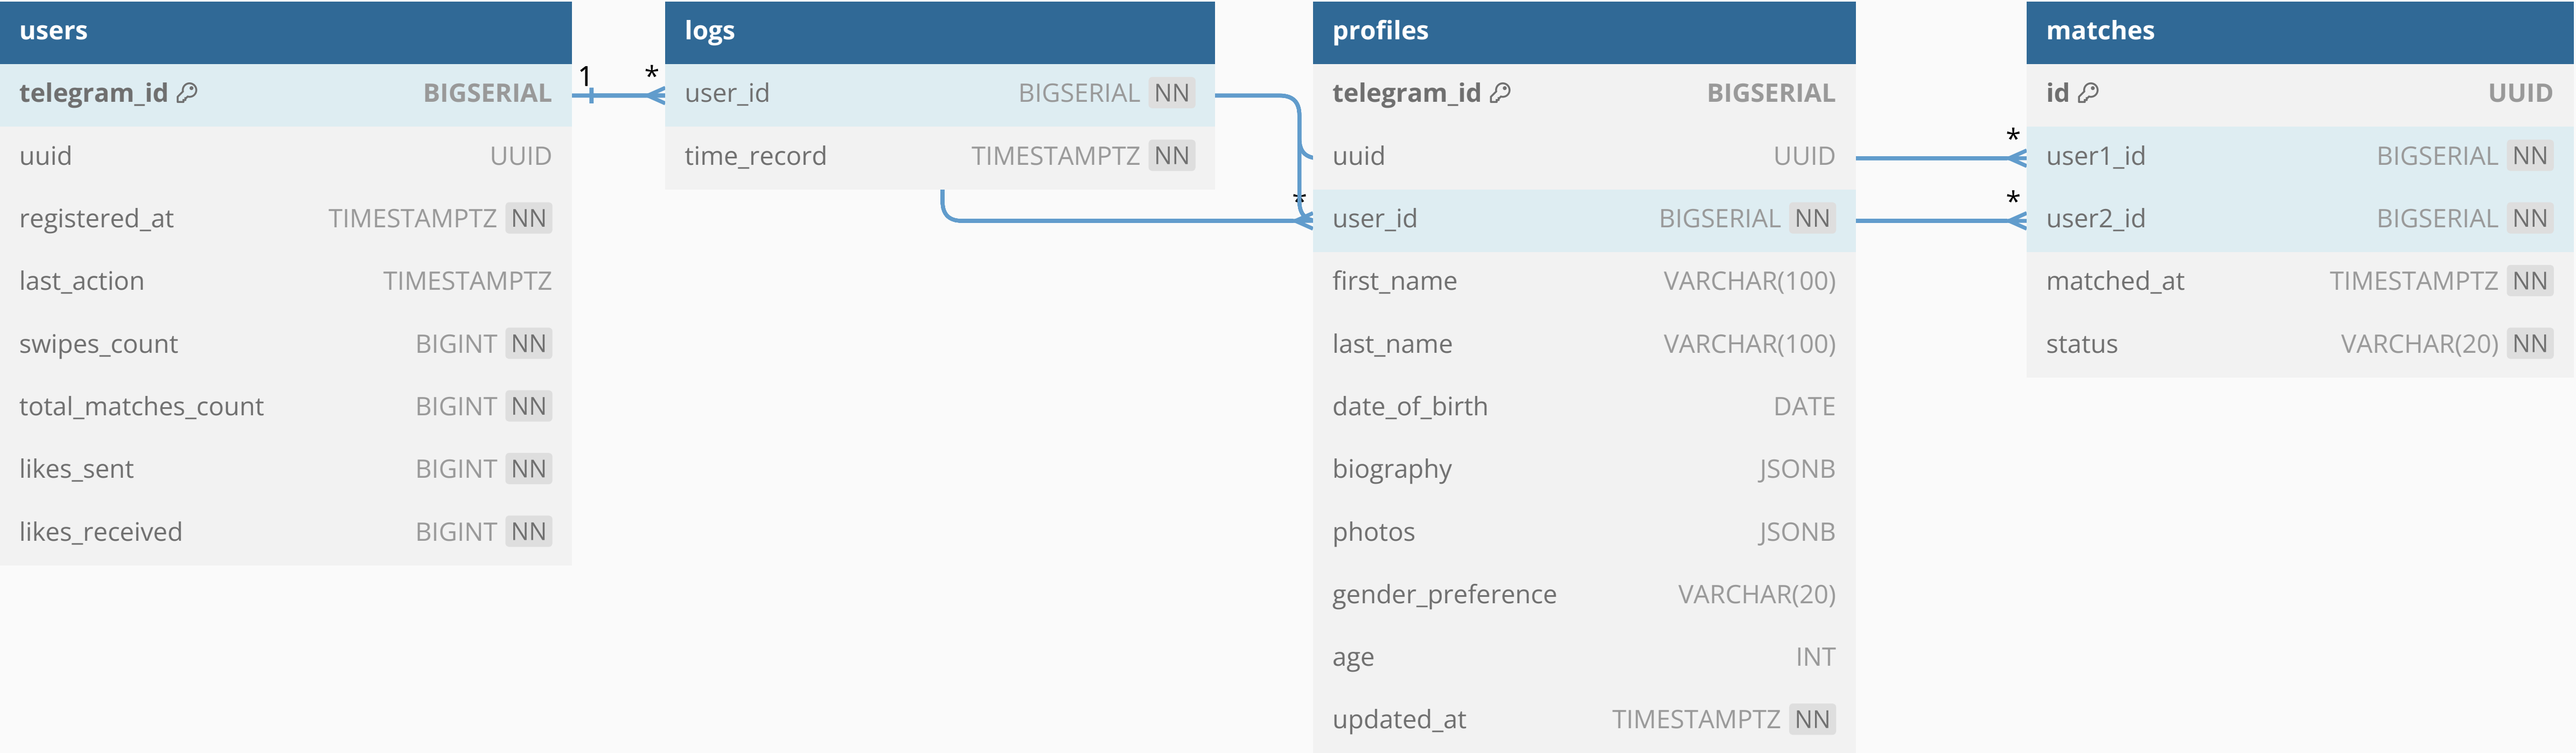 users
telegram_id BIGSERIAL
uuid UUID
registered_at TIMESTAMPTZ NN
last_action TIMESTAMPTZ
swipes_count BIGINT NN
total_matches_count BIGINT NN
likes_sent BIGINT NN
likes_received BIGINT NN
1 *
logs
user_id BIGSERIAL NN
time_record TIMESTAMPTZ NN
*
profiles
telegram_id BIGSERIAL
uuid UUID
user_id BIGSERIAL NN
first_name VARCHAR(100)
last_name VARCHAR(100)
date_of_birth DATE
biography JSONB
photos JSONB
gender_preference VARCHAR(20)
age INT
updated_at TIMESTAMPTZ NN
*
*
matches
id UUID
user1_id BIGSERIAL NN
user2_id BIGSERIAL NN
matched_at TIMESTAMPTZ NN
status VARCHAR(20) NN